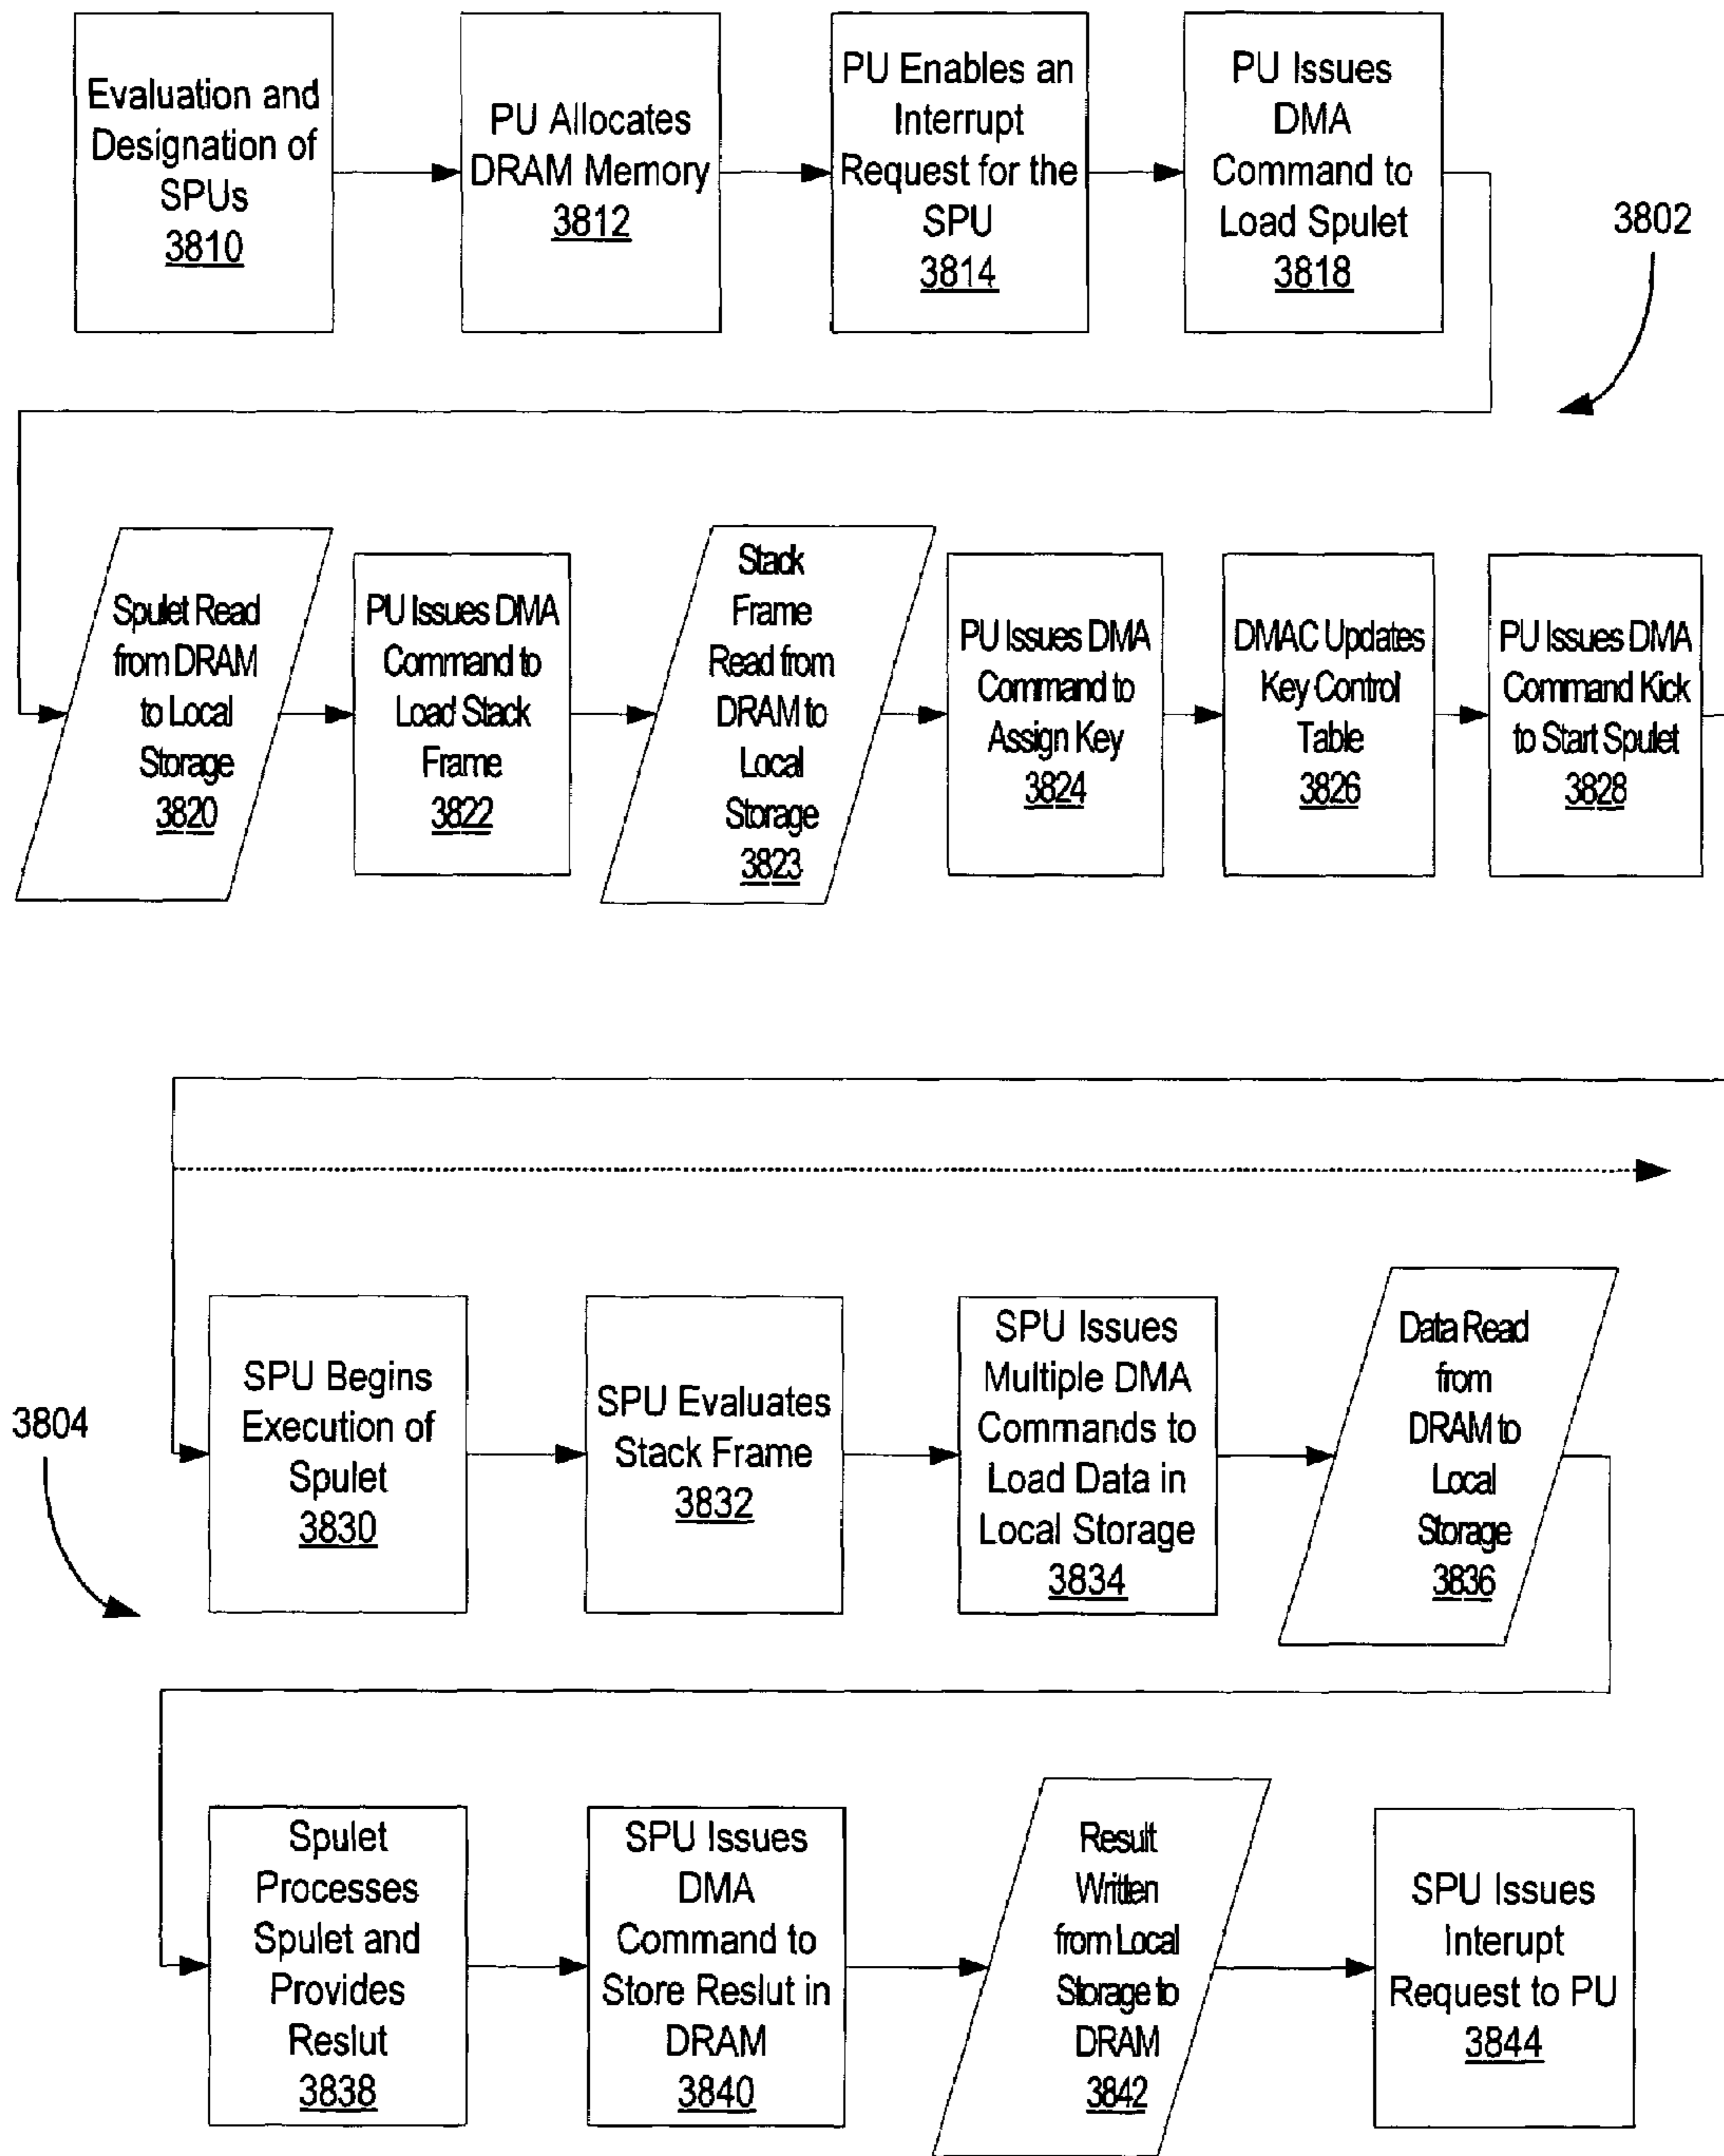 Evaluation and
Designation of
SPUs
3810
PU Allocates
DRAM Memory
3812
PU Enables an
Interrupt
Request for the
SPU
3814
PU Issues
DMA
Command to
Load Spulet
3818
3802
Spulet Read
from DRAM
to Local
Storage
3820
PU Issues DMA
Command to
Load Stack
Frame
3822
Stack
Frame
Read from
DRAM to
Local
Storage
3823
PU Issues DMA
Command to
Assign Key
3824
DMAC Updates
Key Control
Table
3826
PU Issues DMA
Command Kick
to Start Spulet
3828
3804
SPU Begins
Execution of
Spulet
3830
SPU Evaluates
Stack Frame
3832
SPU Issues
Multiple DMA
Commands to
Load Data in
Local Storage
3834
Data Read
from
DRAM to
Local
Storage
3836
Spulet
Processes
Spulet and
Provides
Reslut
3838
SPU Issues
DMA
Command to
Store Reslut in
DRAM
3840
Result
Written
from Local
Storage to
DRAM
3842
SPU Issues
Interupt
Request to PU
3844